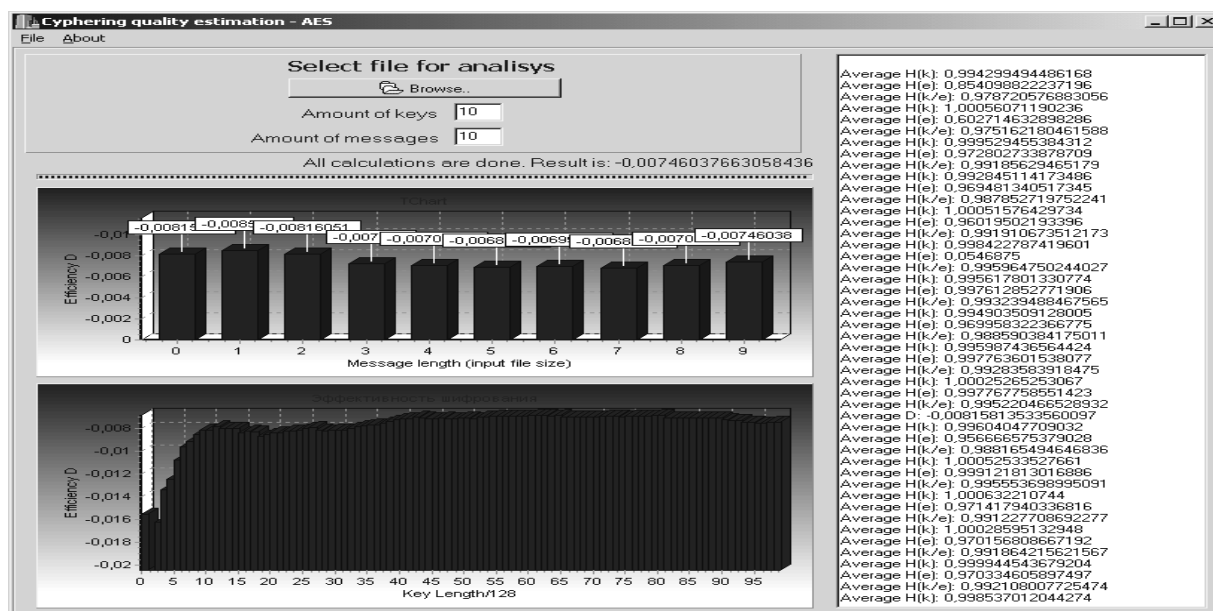 Cyphering quality estimation - AES
File About
Select file for analisys
Browse..
Amount of keys 10
Amount of messages 10
All calculations are done. Result is: -0,00746037663058436
TChart
-0,00816051
-0,00746038
-0,01
-0,008
-0,006
-0,004
-0,002
0
Efficiency D
0 1 2 3 4 5 6 7 8 9
Message length (input file size)
Эффективность шифрования
-0,008
-0,01
-0,012
-0,014
-0,016
-0,018
-0,02
Efficiency D
0 5 10 15 20 25 30 35 40 45 50 55 60 65 70 75 80 85 90 95
Key Length/128
Average H(k): 0,994299494486168
Average H(e): 0,854098822237196
Average H(k/e): 0,978720576883056
Average H(k): 1,00056071190236
Average H(e): 0,602714632898286
Average H(k/e): 0,975162180461588
Average H(k): 0,999529455384312
Average H(e): 0,972802733878709
Average H(k/e): 0,99185629465179
Average H(k): 0,992845114173486
Average H(e): 0,969481340517345
Average H(k/e): 0,987852719752241
Average H(k): 1,00051576429734
Average H(e): 0,96019502193396
Average H(k/e): 0,991910673512173
Average H(k): 0,998422787419601
Average H(e): 0,0546875
Average H(k/e): 0,995964750244027
Average H(k): 0,995617801330774
Average H(e): 0,997612852771906
Average H(k/e): 0,993239488467565
Average H(k): 0,994903509128005
Average H(e): 0,969958322366775
Average H(k/e): 0,988590384175011
Average H(k): 0,995987436564424
Average H(e): 0,997763601538077
Average H(k/e): 0,99283583918475
Average H(k): 1,00025265253067
Average H(e): 0,997767758551423
Average H(k/e): 0,995220466528932
Average D: -0,00815813533560097
Average H(k): 0,99604047709032
Average H(e): 0,956666575379028
Average H(k/e): 0,988165494646836
Average H(k): 1,00052533527661
Average H(e): 0,999121813016886
Average H(k/e): 0,995553698995091
Average H(k): 1,000632210744
Average H(e): 0,971417940336816
Average H(k/e): 0,991227708692277
Average H(k): 1,00028595132948
Average H(e): 0,970156808667192
Average H(k/e): 0,991864215621567
Average H(k): 0,999944543679204
Average H(e): 0,970334605897497
Average H(k/e): 0,992108007725474
Average H(k): 0,998537012044274